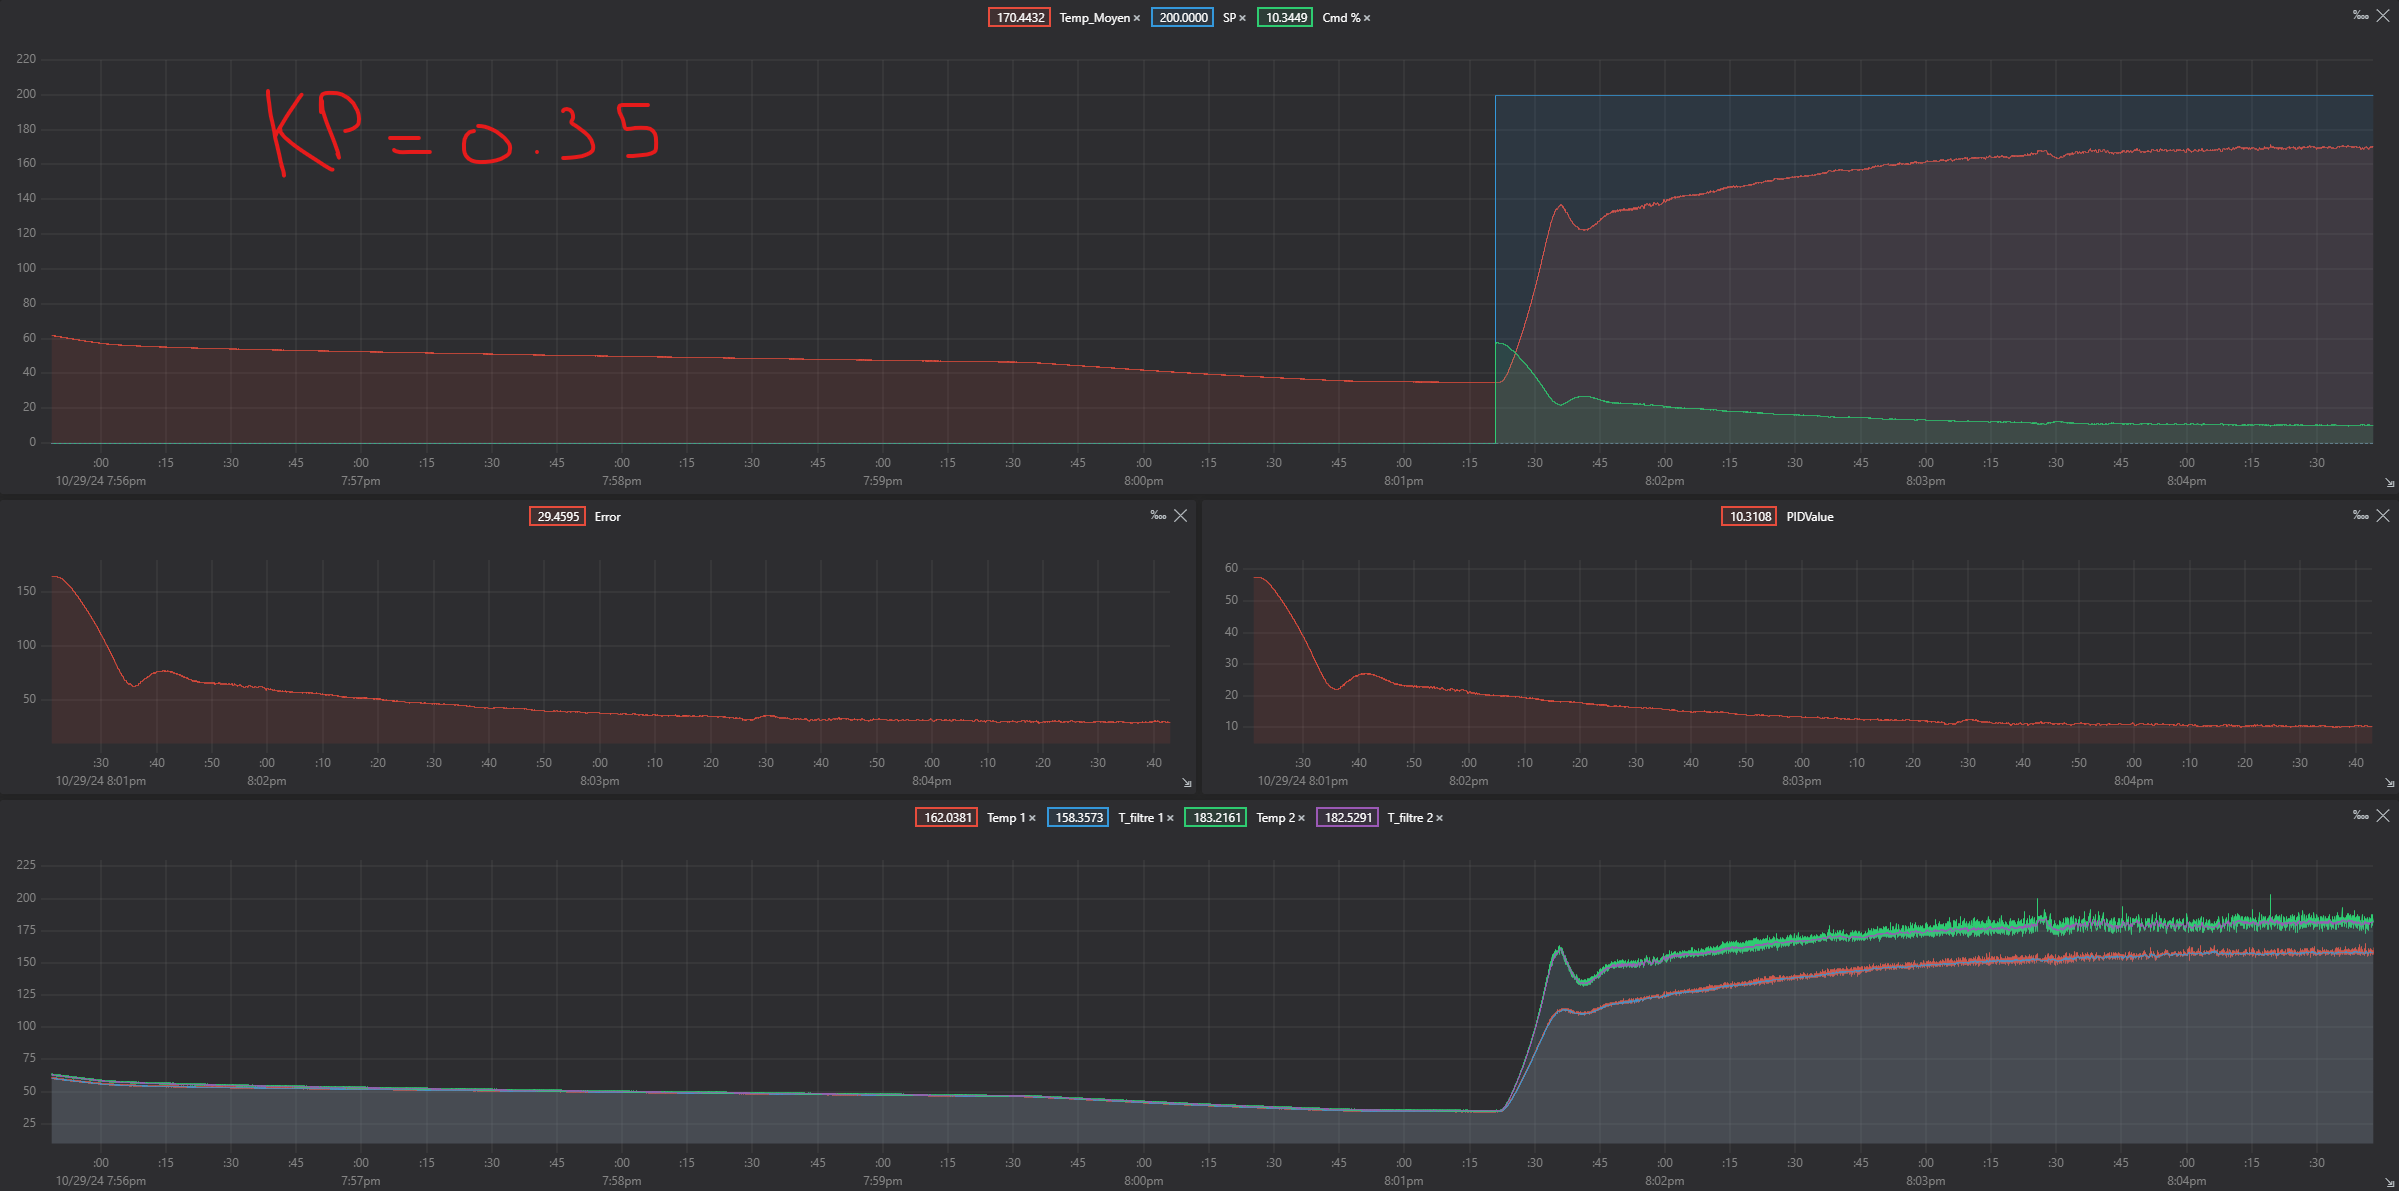 170.4432 Temp_Moyen × 200.0000 SP × 10.3449 Cmd % ×
‰
220
200
180
160
140
120
100
80
60
40
20
0
KP = 0.35
:00 :15 :30 :45 :00 :15 :30 :45 :00 :15 :30 :45 :00 :15 :30 :45 :00 :15 :30 :45 :00 :15 :30 :45 :00 :15 :30 :45 :00 :15 :30 :45 :00 :15 :30
10/29/24 7:56pm 7:57pm 7:58pm 7:59pm 8:00pm 8:01pm 8:02pm 8:03pm 8:04pm
29.4595 Error
‰
150
100
50
:30 :40 :50 :00 :10 :20 :30 :40 :50 :00 :10 :20 :30 :40 :50 :00 :10 :20 :30 :40
10/29/24 8:01pm 8:02pm 8:03pm 8:04pm
10.3108 PIDValue
‰
60
50
40
30
20
10
:30 :40 :50 :00 :10 :20 :30 :40 :50 :00 :10 :20 :30 :40 :50 :00 :10 :20 :30 :40
10/29/24 8:01pm 8:02pm 8:03pm 8:04pm
162.0381 Temp 1 × 158.3573 T_filtre 1 × 183.2161 Temp 2 × 182.5291 T_filtre 2 ×
‰
225
200
175
150
125
100
75
50
25
:00 :15 :30 :45 :00 :15 :30 :45 :00 :15 :30 :45 :00 :15 :30 :45 :00 :15 :30 :45 :00 :15 :30 :45 :00 :15 :30 :45 :00 :15 :30 :45 :00 :15 :30
10/29/24 7:56pm 7:57pm 7:58pm 7:59pm 8:00pm 8:01pm 8:02pm 8:03pm 8:04pm